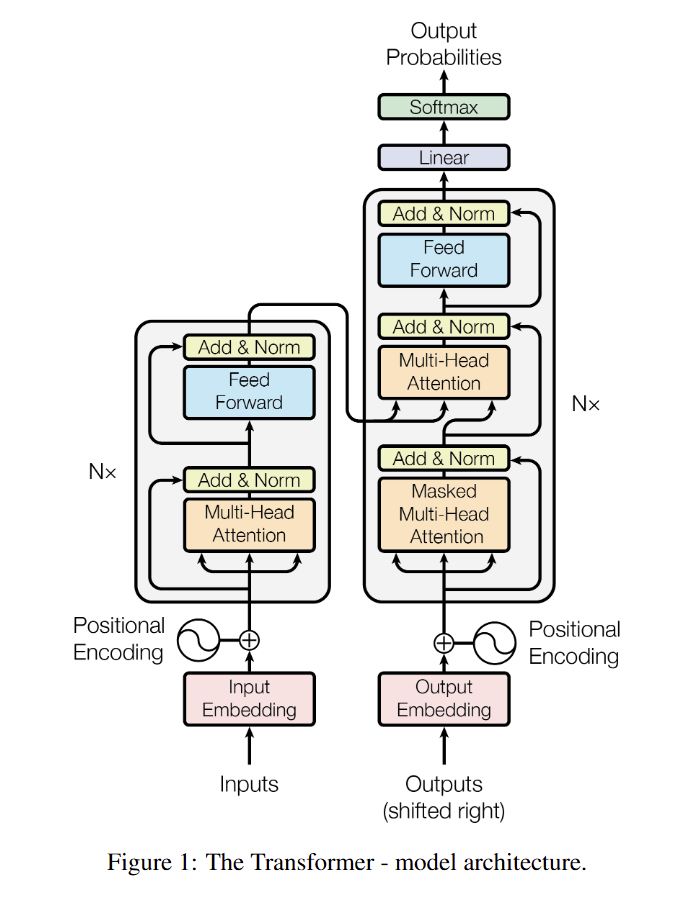 Output
Probabilities
Softmax
Linear
Add & Norm
Feed
Forward
Add & Norm
Multi-Head
Attention
Add & Norm
Masked
Multi-Head
Attention
N×
Add & Norm
Feed
Forward
Add & Norm
Multi-Head
Attention
N×
Positional
Encoding
Positional
Encoding
Input
Embedding
Output
Embedding
Inputs
Outputs
(shifted right)
Figure 1: The Transformer - model architecture.